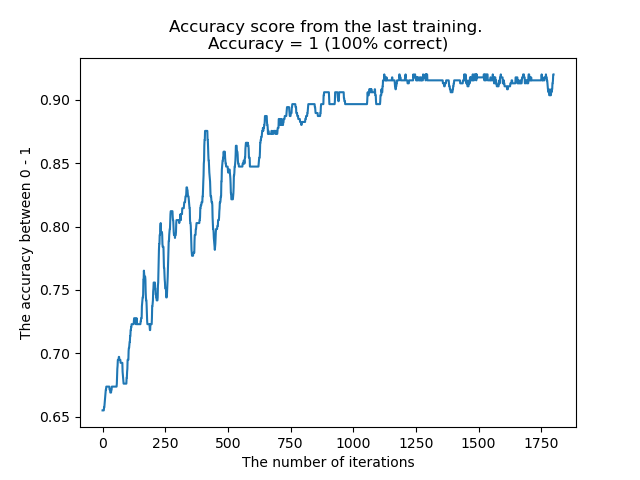 Accuracy score from the last training.
Accuracy = 1 (100% correct)
The accuracy between 0 - 1
0.90
0.85
0.80
0.75
0.70
0.65
0 250 500 750 1000 1250 1500 1750
The number of iterations